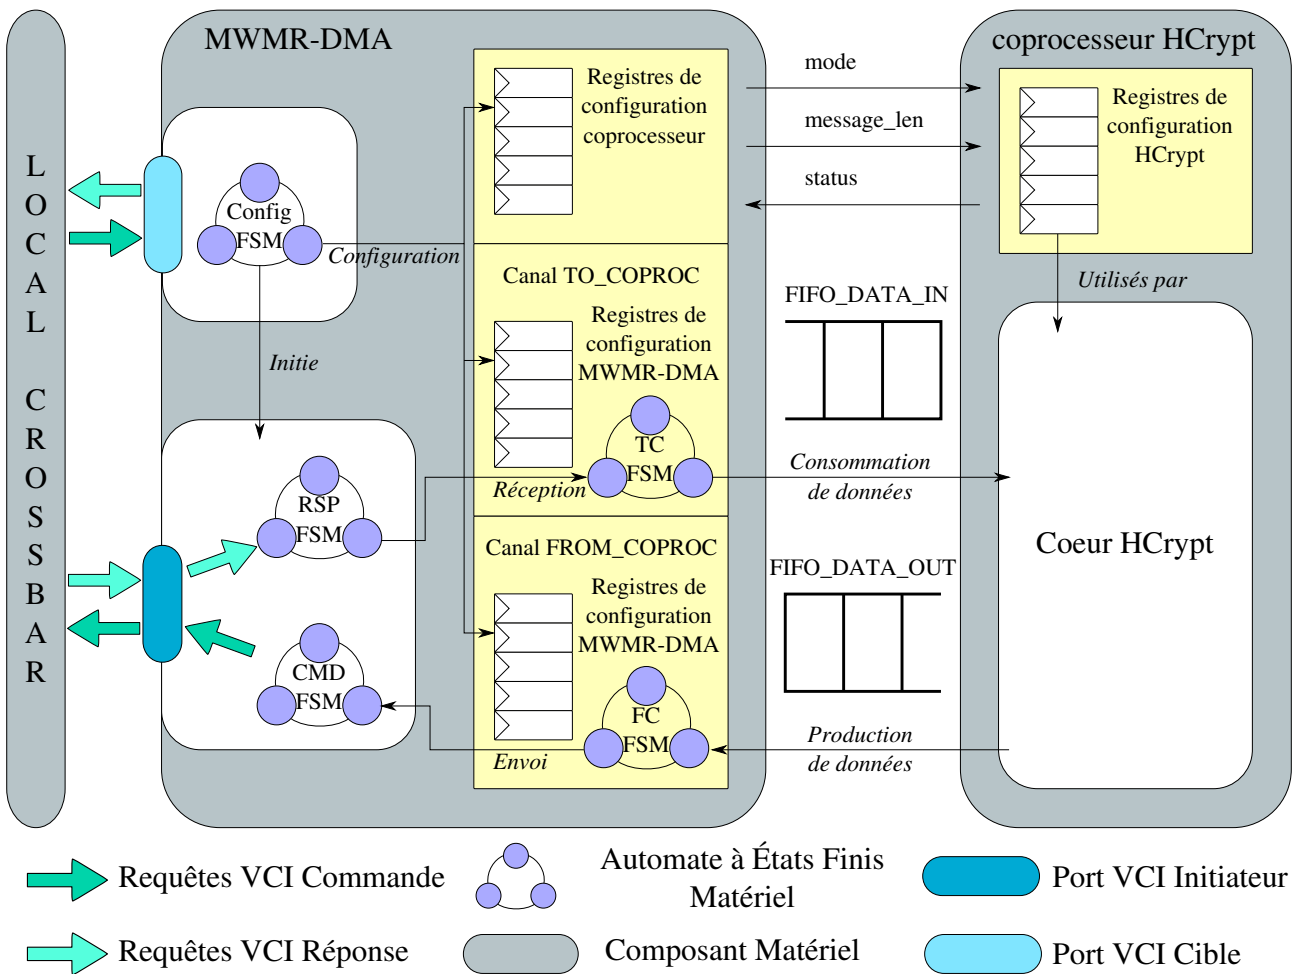 MWMR-DMA
coprocesseur HCrypt
LOCAL CROSSBAR
Registres de
configuration
coprocesseur
mode
message_len
status
Registres de
configuration
HCrypt
Config
FSM
Configuration
Utilisés par
Initie
Canal TO_COPROC
Registres de
configuration
MWMR-DMA
TC
FSM
FIFO_DATA_IN
Consommation
de données
RSP
FSM
Réception
Canal FROM_COPROC
Registres de
configuration
MWMR-DMA
FC
FSM
FIFO_DATA_OUT
Coeur HCrypt
CMD
FSM
Envoi
Production
de données
Requêtes VCI Commande
Automate à États Finis
Matériel
Port VCI Initiateur
Requêtes VCI Réponse
Composant Matériel
Port VCI Cible